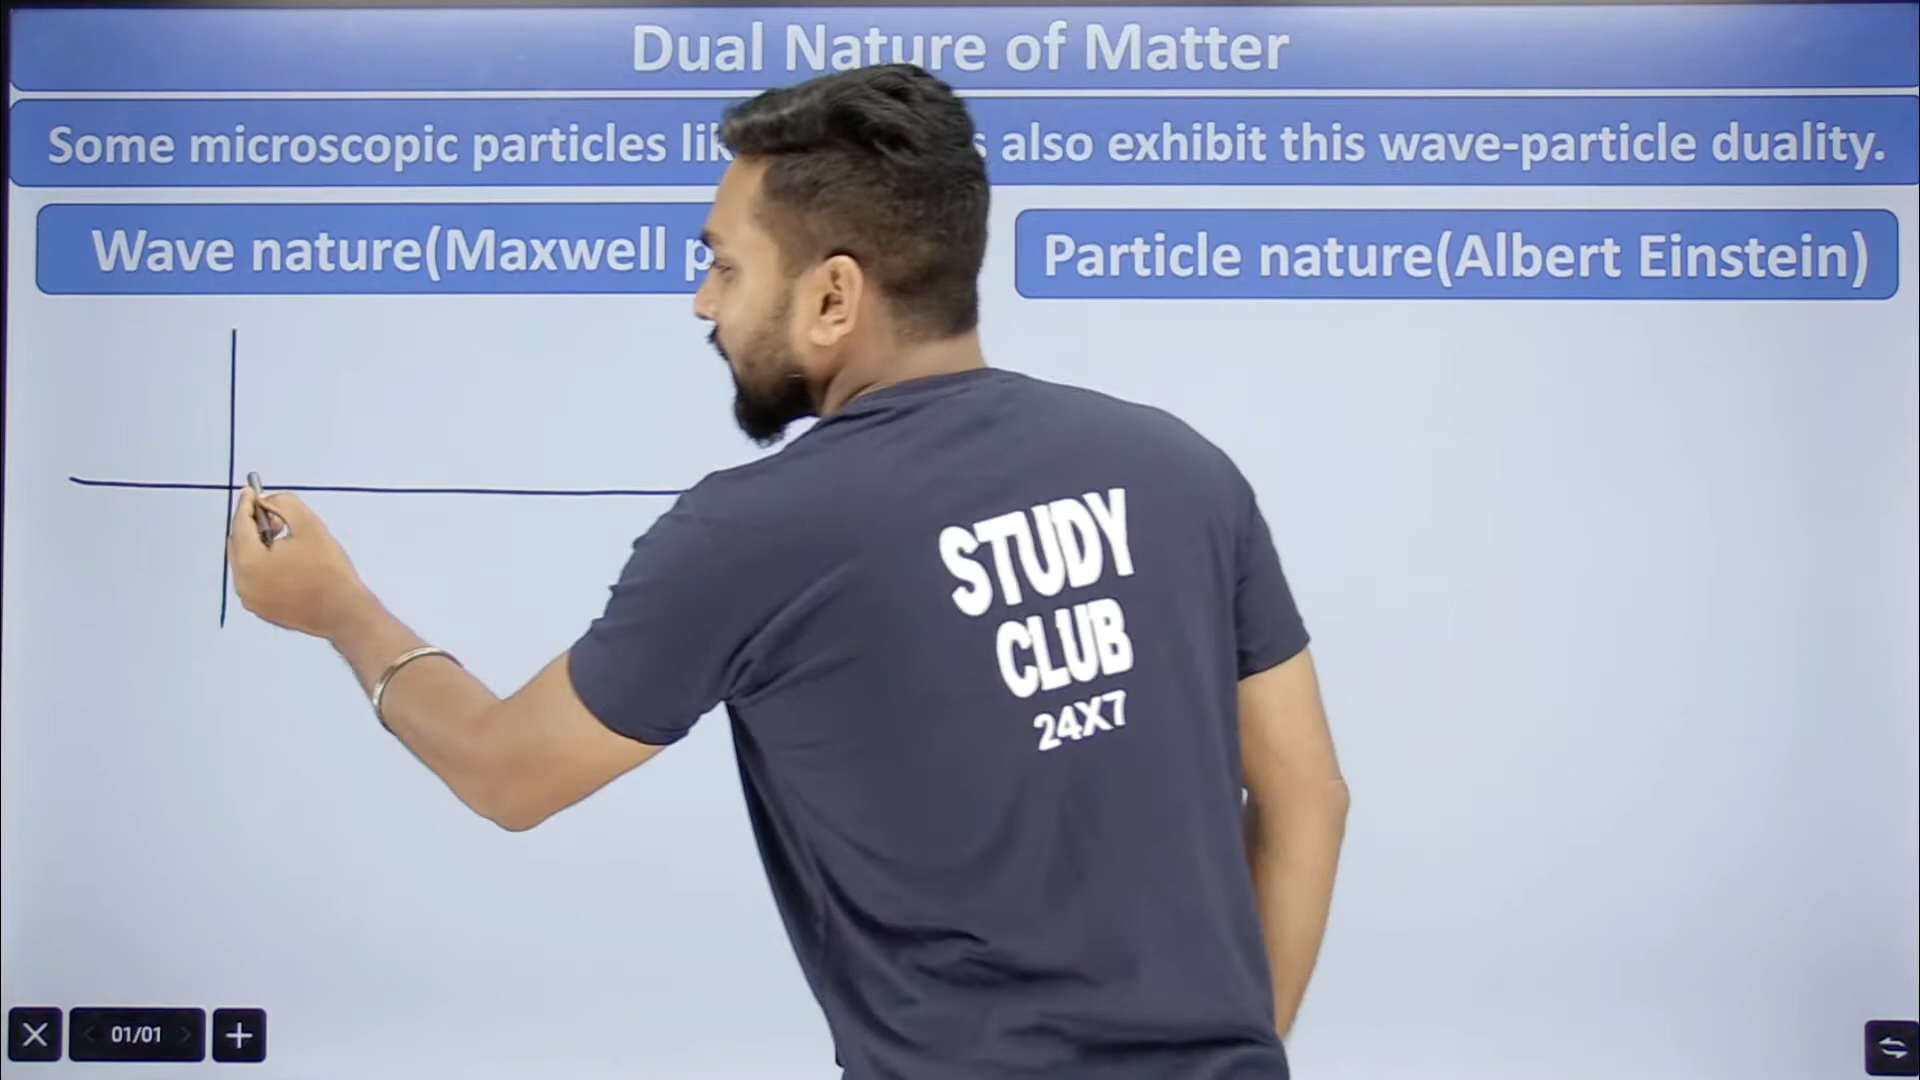 Dual Nature of Matter
Some microscopic particles also exhibit this wave-particle duality.
Wave nature(Maxwell
Particle nature(Albert Einstein)
STUDY
CLUB
24X7
01/01